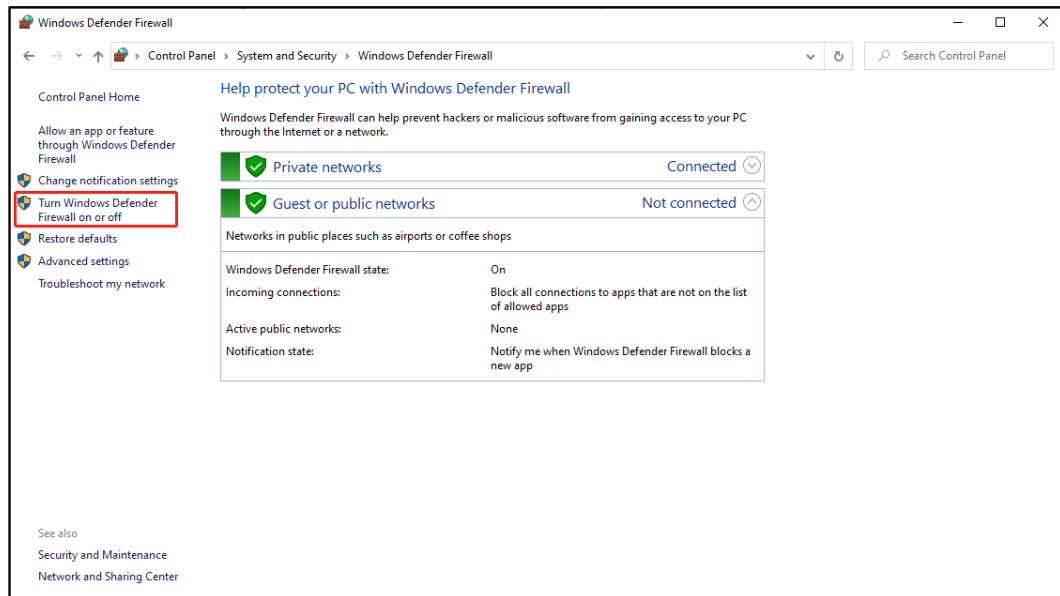 Windows Defender Firewall
Control Panel > System and Security > Windows Defender Firewall
Search Control Panel
Control Panel Home
Allow an app or feature
through Windows Defender
Firewall
Change notification settings
Turn Windows Defender
Firewall on or off
Restore defaults
Advanced settings
Troubleshoot my network
See also
Security and Maintenance
Network and Sharing Center
Help protect your PC with Windows Defender Firewall
Windows Defender Firewall can help prevent hackers or malicious software from gaining access to your PC
through the Internet or a network.
Private networks Connected
Guest or public networks Not connected
Networks in public places such as airports or coffee shops
Windows Defender Firewall state: On
Incoming connections: Block all connections to apps that are not on the list
of allowed apps
Active public networks: None
Notification state: Notify me when Windows Defender Firewall blocks a
new app